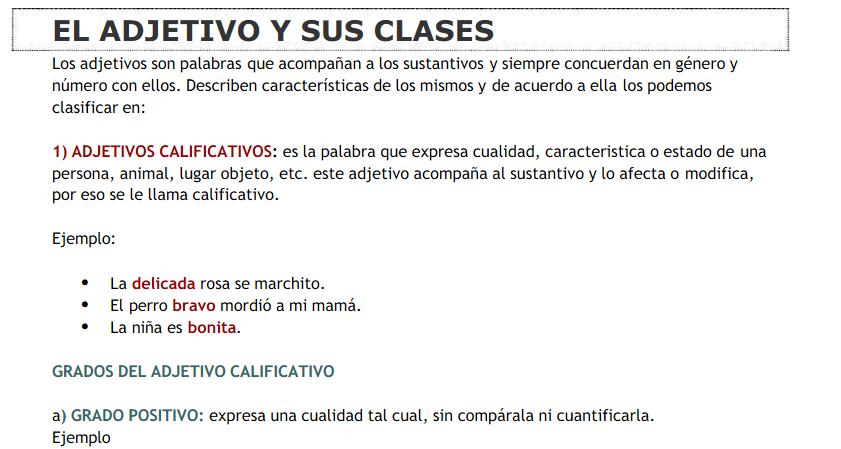 EL ADJETIVO Y SUS CLASES
Los adjetivos son palabras que acompañan a los sustantivos y siempre concuerdan en género y
número con ellos. Describen características de los mismos y de acuerdo a ella los podemos
clasificar en:
1) ADJETIVOS CALIFICATIVOS: es la palabra que expresa cualidad, caracteristica o estado de una
persona, animal, lugar objeto, etc. este adjetivo acompaña al sustantivo y lo afecta o modifica,
por eso se le llama calificativo.
Ejemplo:
• La delicada rosa se marchito.
• El perro bravo mordió a mi mamá.
• La niña es bonita.
GRADOS DEL ADJETIVO CALIFICATIVO
a) GRADO POSITIVO: expresa una cualidad tal cual, sin compárala ni cuantificarla.
Ejemplo